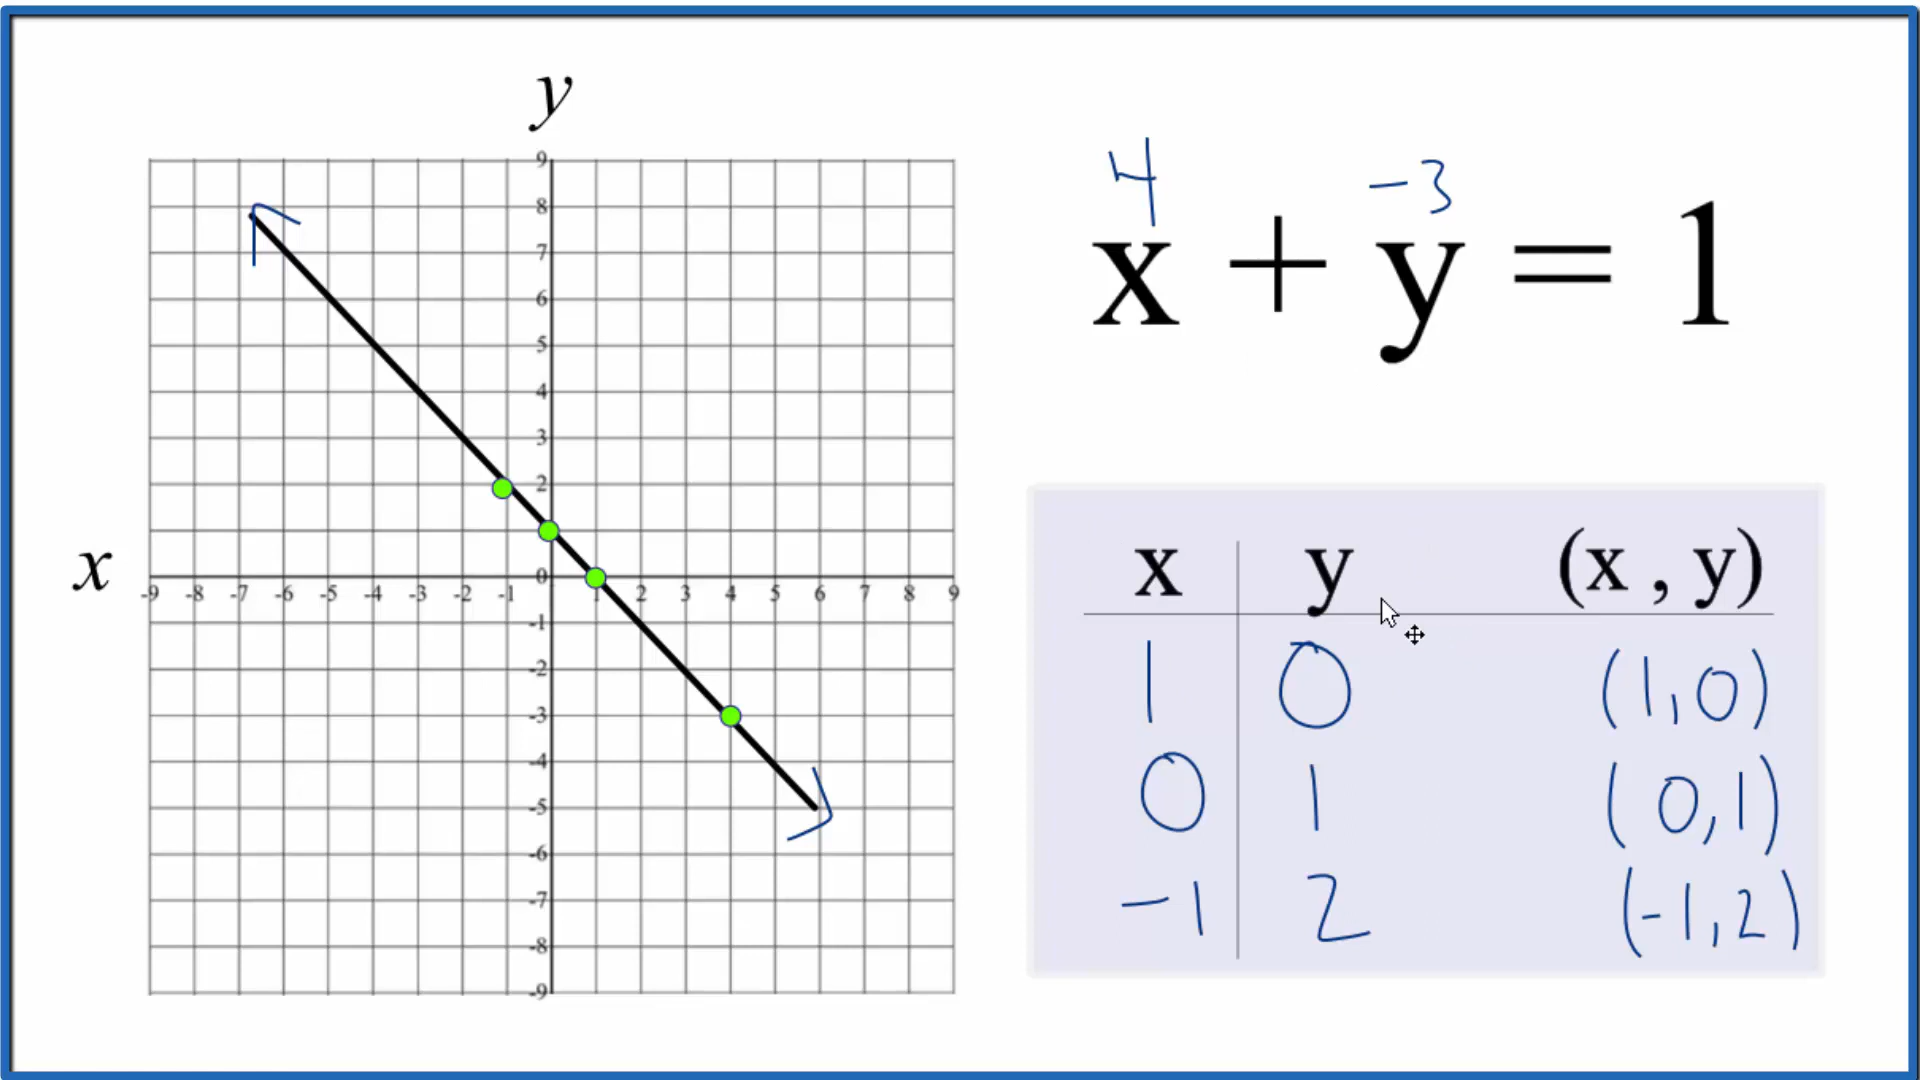 y
9
8
7
6
5
4
3
2
x
0
-9 -8 -7 -6 -5 -4 -3 -2 -1 1 2 3 4 5 6 7 8 9
-1
-2
-3
-4
-5
-6
-7
-8
-9
4 -3
x + y = 1
x y (x , y)
1 0 (1,0)
0 1 (0,1)
-1 2 (-1,2)